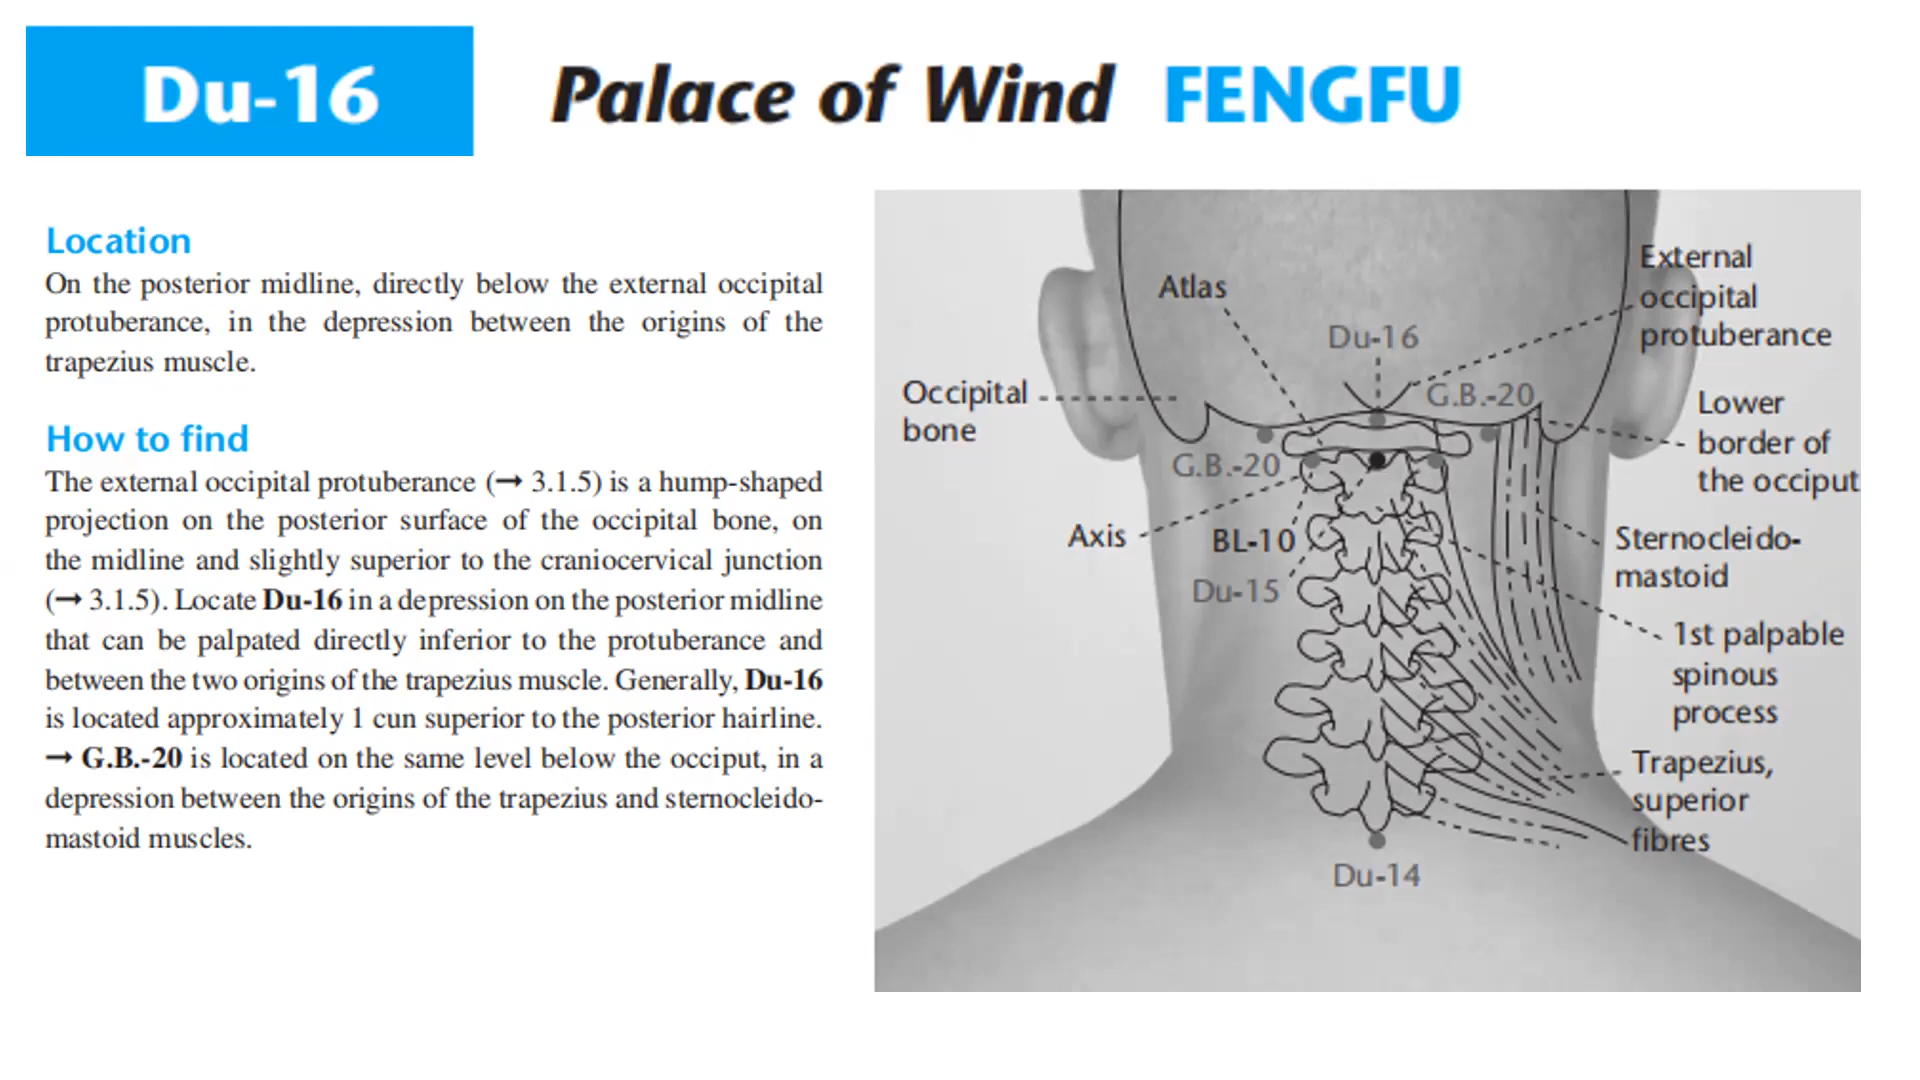 Du-16 Palace of Wind FENGFU
Location
On the posterior midline, directly below the external occipital
protuberance, in the depression between the origins of the
trapezius muscle.
How to find
The external occipital protuberance (→ 3.1.5) is a hump-shaped
projection on the posterior surface of the occipital bone, on
the midline and slightly superior to the craniocervical junction
(→ 3.1.5). Locate Du-16 in a depression on the posterior midline
that can be palpated directly inferior to the protuberance and
between the two origins of the trapezius muscle. Generally, Du-16
is located approximately 1 cun superior to the posterior hairline.
→ G.B.-20 is located on the same level below the occiput, in a
depression between the origins of the trapezius and sternocleido-
mastoid muscles.
Atlas
Du-16
External
occipital
protuberance
Occipital
bone
G.B.-20
Lower
border of
the occiput
G.B.-20
Axis
BL-10
Du-15
Sternocleido-
mastoid
1st palpable
spinous
process
Trapezius,
superior
fibres
Du-14